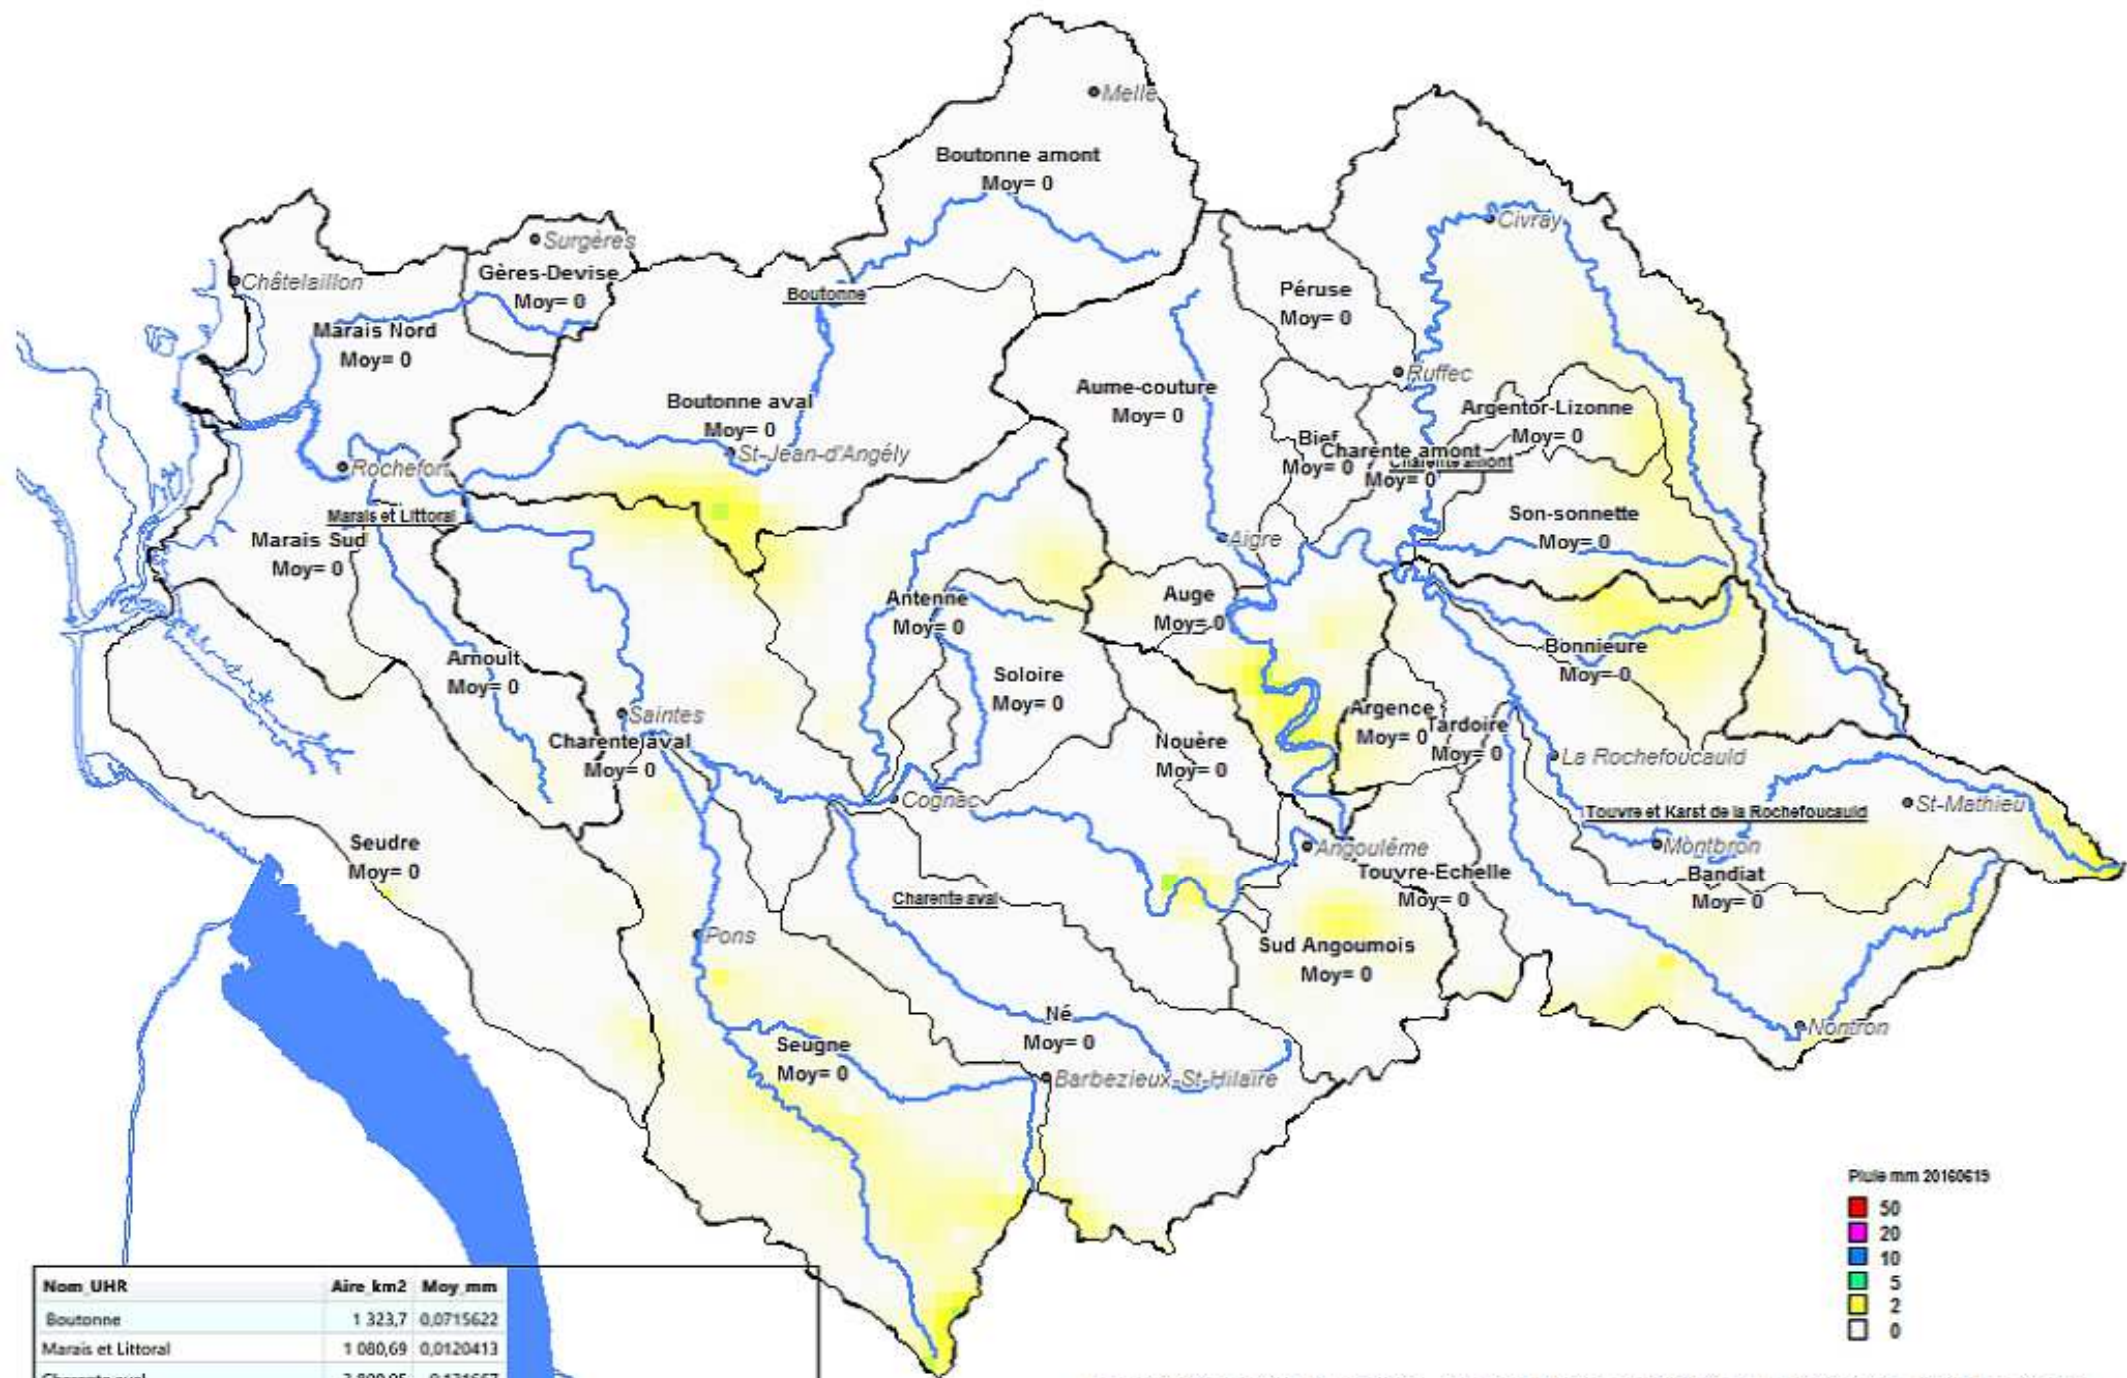 Melle
Boutonne amont
Moy= 0
Civray
Surgères
Châtelaillon
Gères-Devise
Moy= 0
Boutonne
Péruse
Moy= 0
Marais Nord
Moy= 0
Ruffec
Aume-couture
Moy= 0
Boutonne aval
Moy= 0
St-Jean-d'Angély
Argentor-Lizonne
Moy= 0
Bief
Moy= 0
Charente amont
Charente amont
Moy= 0
Rochefort
Marais et Littoral
Marais Sud
Moy= 0
Son-sonnette
Moy= 0
Aigre
Antenne
Moy= 0
Auge
Moy= 0
Bonnieure
Moy= 0
Arnoult
Moy= 0
Soloire
Moy= 0
Saintes
Charente aval
Moy= 0
Nouère
Moy= 0
Argence
Moy= 0
Tardoire
Moy= 0
La Rochefoucauld
Cognac
Touvre et Karst de la Rochefoucauld
St-Mathieu
Seudre
Moy= 0
Angoulême
Montbron
Touvre-Echelle
Moy= 0
Bandiat
Moy= 0
Charente aval
Pons
Sud Angoumois
Moy= 0
Né
Moy= 0
Nontron
Seugne
Moy= 0
Barbezieux-St-Hilaire
Pluie mm 20160619
50
20
10
5
2
0
Nom_UHR Aire_km2 Moy_mm
Boutonne 1 323,7 0,0715622
Marais et Littoral 1 080,69 0,0120413